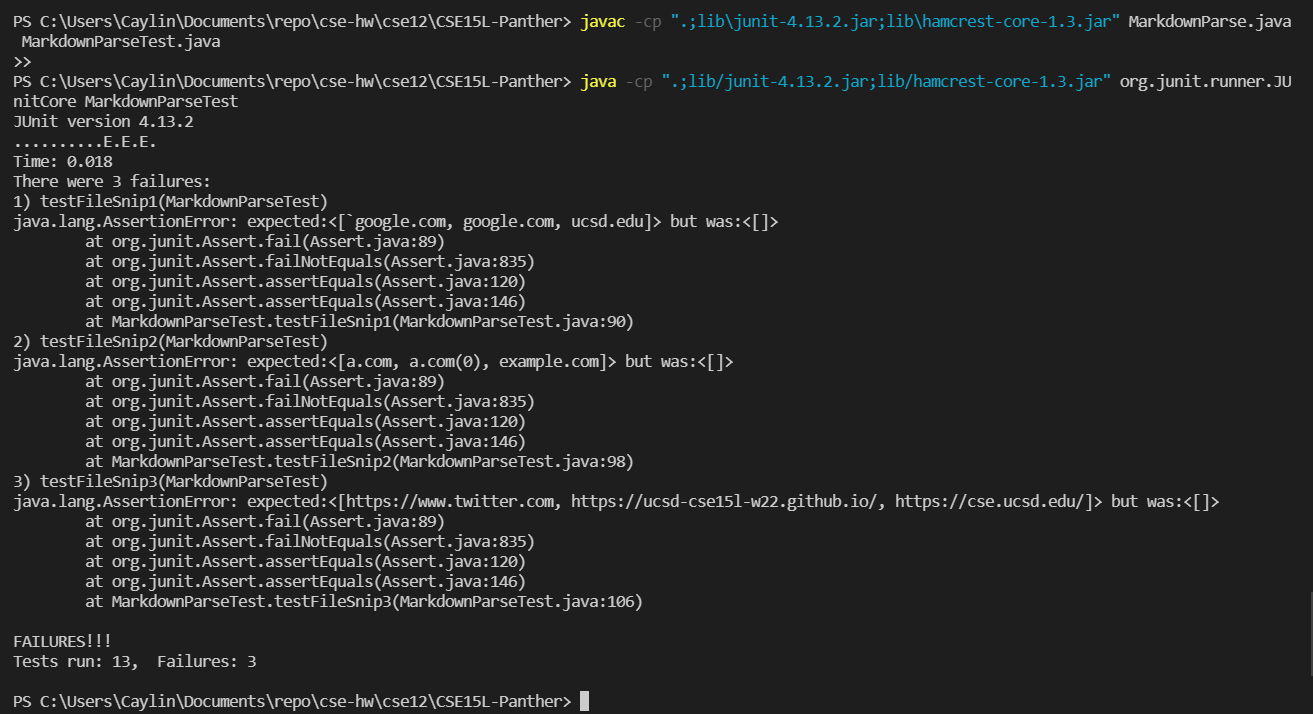 PS C:\Users\Caylin\Documents\repo\cse-hw\cse12\CSE15L-Panther> javac -cp ".;lib\junit-4.13.2.jar;lib\hamcrest-core-1.3.jar" MarkdownParse.java
 MarkdownParseTest.java
>>
PS C:\Users\Caylin\Documents\repo\cse-hw\cse12\CSE15L-Panther> java -cp ".;lib/junit-4.13.2.jar;lib/hamcrest-core-1.3.jar" org.junit.runner.JU
nitCore MarkdownParseTest
JUnit version 4.13.2
..........E.E.E.
Time: 0.018
There were 3 failures:
1) testFileSnip1(MarkdownParseTest)
java.lang.AssertionError: expected:<[`google.com, google.com, ucsd.edu]> but was:<[]>
        at org.junit.Assert.fail(Assert.java:89)
        at org.junit.Assert.failNotEquals(Assert.java:835)
        at org.junit.Assert.assertEquals(Assert.java:120)
        at org.junit.Assert.assertEquals(Assert.java:146)
        at MarkdownParseTest.testFileSnip1(MarkdownParseTest.java:90)
2) testFileSnip2(MarkdownParseTest)
java.lang.AssertionError: expected:<[a.com, a.com(0), example.com]> but was:<[]>
        at org.junit.Assert.fail(Assert.java:89)
        at org.junit.Assert.failNotEquals(Assert.java:835)
        at org.junit.Assert.assertEquals(Assert.java:120)
        at org.junit.Assert.assertEquals(Assert.java:146)
        at MarkdownParseTest.testFileSnip2(MarkdownParseTest.java:98)
3) testFileSnip3(MarkdownParseTest)
java.lang.AssertionError: expected:<[https://www.twitter.com, https://ucsd-cse15l-w22.github.io/, https://cse.ucsd.edu/]> but was:<[]>
        at org.junit.Assert.fail(Assert.java:89)
        at org.junit.Assert.failNotEquals(Assert.java:835)
        at org.junit.Assert.assertEquals(Assert.java:120)
        at org.junit.Assert.assertEquals(Assert.java:146)
        at MarkdownParseTest.testFileSnip3(MarkdownParseTest.java:106)

FAILURES!!!
Tests run: 13,  Failures: 3

PS C:\Users\Caylin\Documents\repo\cse-hw\cse12\CSE15L-Panther>